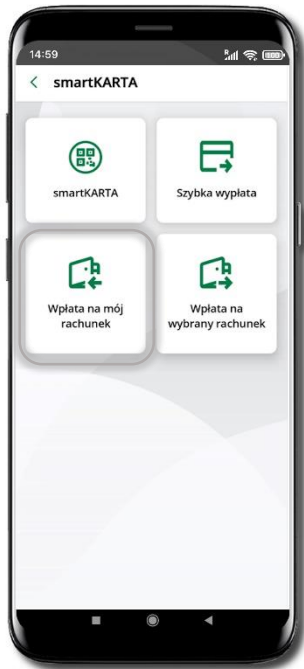 14:59
smartKARTA
smartKARTA
Szybka wypłata
Wpłata na mój
rachunek
Wpłata na
wybrany rachunek